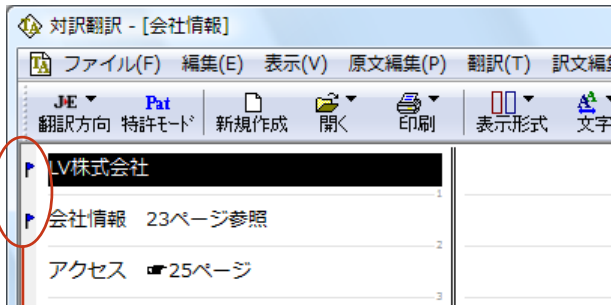 対訳翻訳 - [会社情報]
ファイル(F) 編集(E) 表示(V) 原文編集(P) 翻訳(T) 訳文編集
J·E Pat
翻訳方向 特許モード 新規作成 開く 印刷 表示形式 文字
LV株式会社
1
会社情報 23ページ参照
2
アクセス ☛25ページ
3